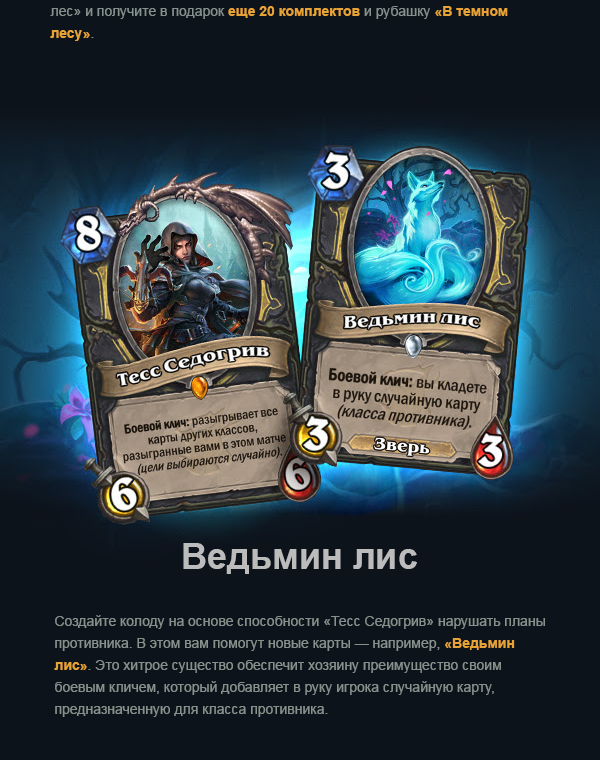 лес» и получите в подарок еще 20 комплектов и рубашку «В темном
лесу».
8
Тесс Седогрив
Боевой клич: разыгрывает все
карты других классов,
разыгранные вами в этом матче
(цели выбираются случайно).
6
6
3
Ведьмин лис
Боевой клич: вы кладете
в руку случайную карту
(класса противника).
3
Зверь
3
Ведьмин лис
Создайте колоду на основе способности «Тесс Седогрив» нарушать планы
противника. В этом вам помогут новые карты — например, «Ведьмин
лис». Это хитрое существо обеспечит хозяину преимущество своим
боевым кличем, который добавляет в руку игрока случайную карту,
предназначенную для класса противника.